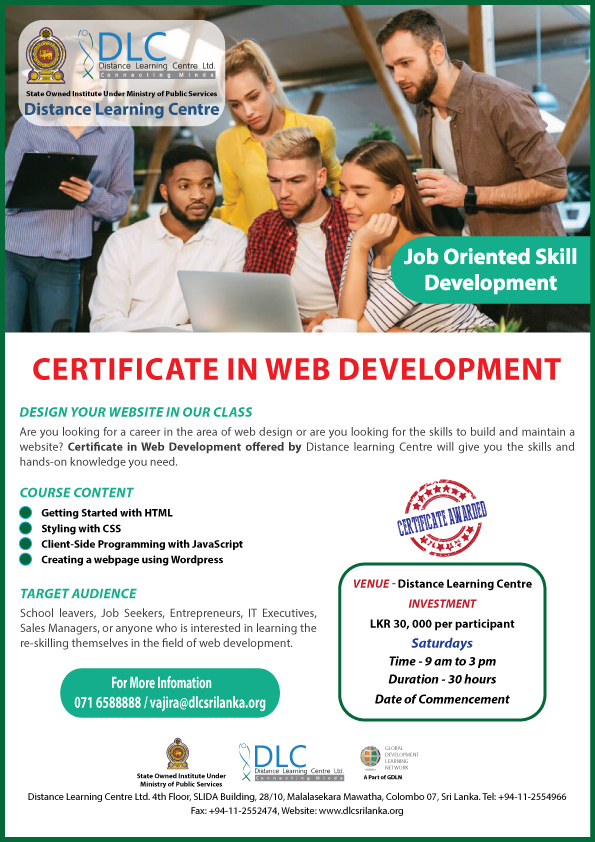 DLC
Distance Learning Centre Ltd.
Connecting Minds
State Owned Institute Under Ministry of Public Services
Distance Learning Centre
Job Oriented Skill
Development
CERTIFICATE IN WEB DEVELOPMENT
DESIGN YOUR WEBSITE IN OUR CLASS
Are you looking for a career in the area of web design or are you looking for the skills to build and maintain a
website? Certificate in Web Development offered by Distance learning Centre will give you the skills and
hands-on knowledge you need.
COURSE CONTENT
Getting Started with HTML
Styling with CSS
Client-Side Programming with JavaScript
Creating a webpage using Wordpress
CERTIFICATE AWARDED
TARGET AUDIENCE
School leavers, Job Seekers, Entrepreneurs, IT Executives,
Sales Managers, or anyone who is interested in learning the
re-skilling themselves in the field of web development.
VENUE - Distance Learning Centre
INVESTMENT
LKR 30, 000 per participant
Saturdays
Time - 9 am to 3 pm
Duration - 30 hours
Date of Commencement
For More Infomation
071 6588888 / vajira@dlcsrilanka.org
State Owned Institute Under
Ministry of Public Services
DLC
Distance Learning Centre Ltd.
Connecting Minds
GLOBAL
DEVELOPMENT
LEARNING
NETWORK
A Part of GDLN
Distance Learning Centre Ltd. 4th Floor, SLIDA Building, 28/10, Malalasekara Mawatha, Colombo 07, Sri Lanka. Tel: +94-11-2554966
Fax: +94-11-2552474, Website: www.dlcsrilanka.org